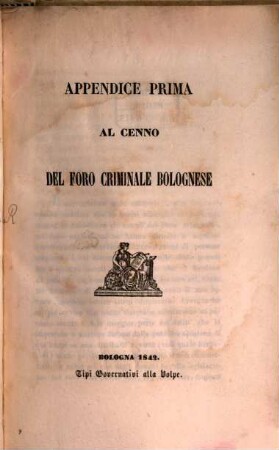 APPENDICE PRIMA
AL CENNO
DEL FORO CRIMINALE BOLOGNESE
BOLOGNA 1842.
Tipi Governativi alla Volpe.